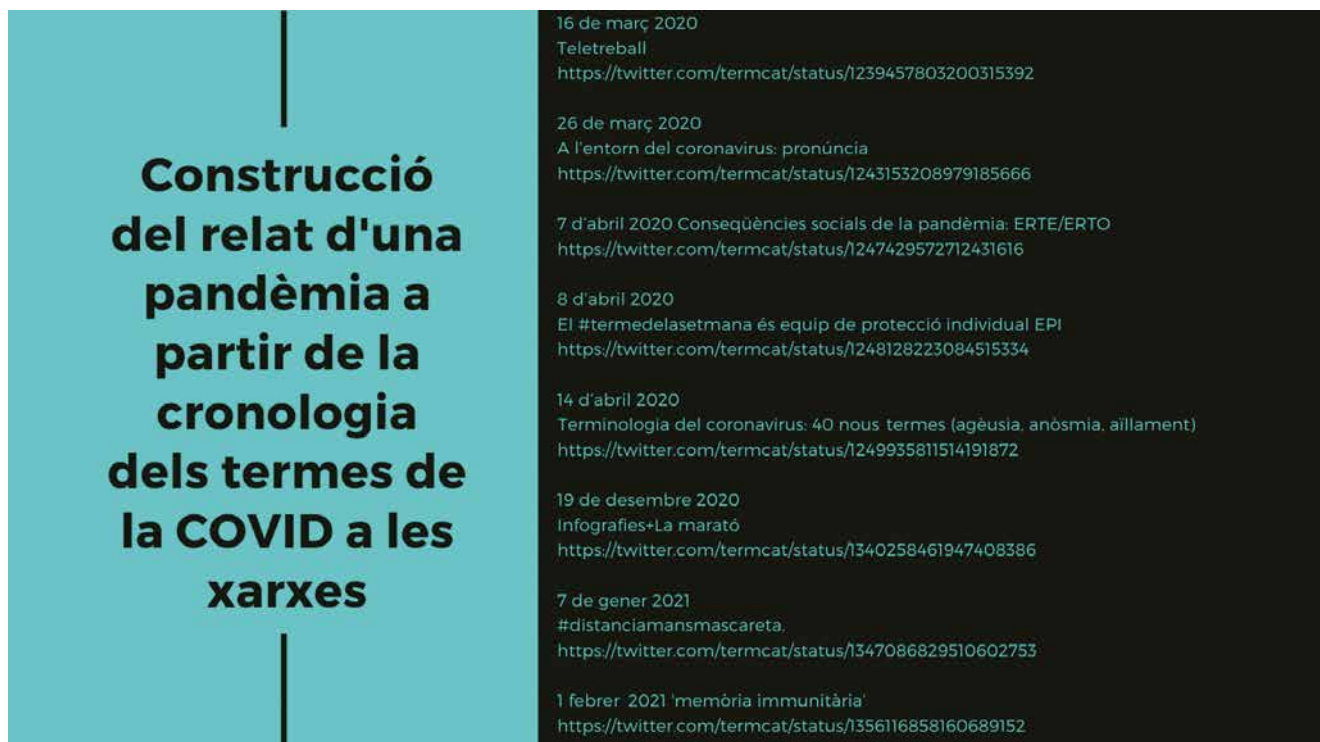 Construcció
del relat d'una
pandèmia a
partir de la
cronologia
dels termes de
la COVID a les
xarxes
16 de març 2020
Teletreball
https://twitter.com/termcat/status/1239457803200315392
26 de març 2020
A l'entorn del coronavirus: pronúncia
https://twitter.com/termcat/status/1243153208979185666
7 d'abril 2020 Conseqüències socials de la pandèmia: ERTE/ERTO
https://twitter.com/termcat/status/1247429572712431616
8 d'abril 2020
El #termedelasetmana és equip de protecció individual EPI
https://twitter.com/termcat/status/1248128223084515334
14 d'abril 2020
Terminologia del coronavirus: 40 nous termes (agèusia, anòsmia, aïllament)
https://twitter.com/termcat/status/1249935811514191872
19 de desembre 2020
Infografies+La marató
https://twitter.com/termcat/status/1340258461947408386
7 de gener 2021
#distanciamansmascareta.
https://twitter.com/termcat/status/1347086829510602753
1 febrer 2021 'memòria immunitària'
https://twitter.com/termcat/status/1356116858160689152